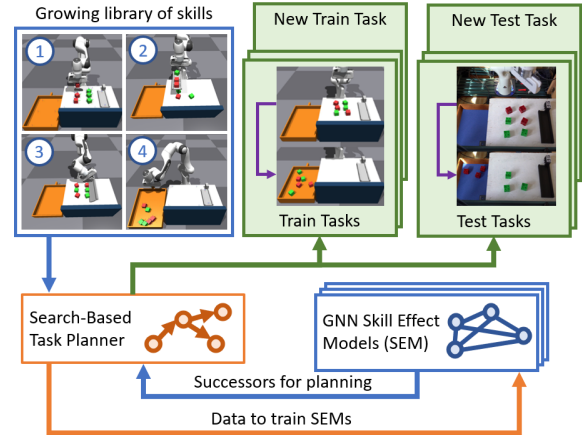 Growing library of skills
1
2
3
4
New Train Task
Train Tasks
New Test Task
Test Tasks
Search-Based
Task Planner
GNN Skill Effect
Models (SEM)
Successors for planning
Data to train SEMs